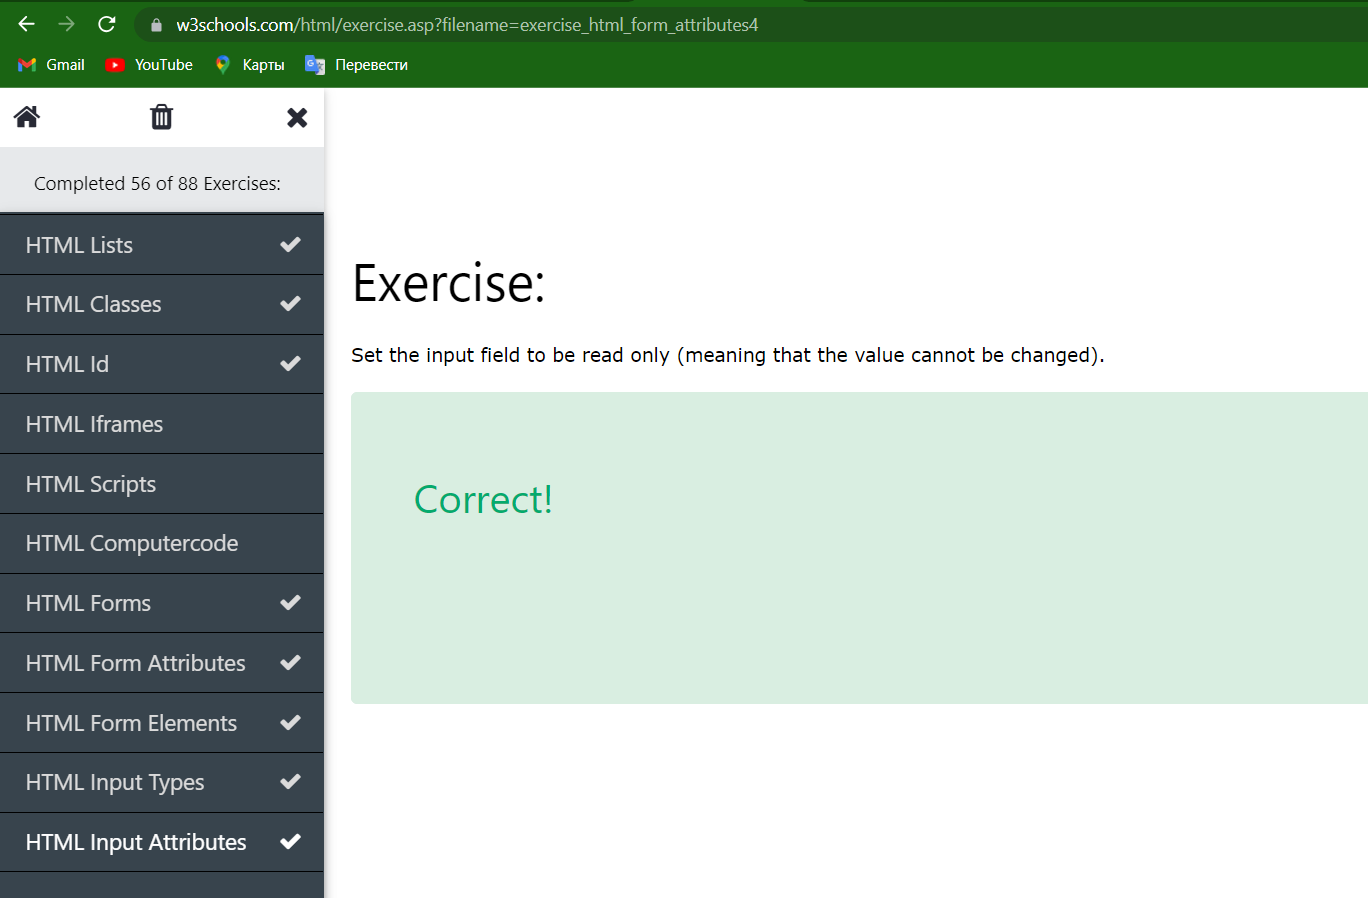 w3schools.com/html/exercise.asp?filename=exercise_html_form_attributes4
Gmail YouTube Карты Перевести
Completed 56 of 88 Exercises:
HTML Lists
HTML Classes
HTML Id
HTML Iframes
HTML Scripts
HTML Computercode
HTML Forms
HTML Form Attributes
HTML Form Elements
HTML Input Types
HTML Input Attributes
Exercise:
Set the input field to be read only (meaning that the value cannot be changed).
Correct!